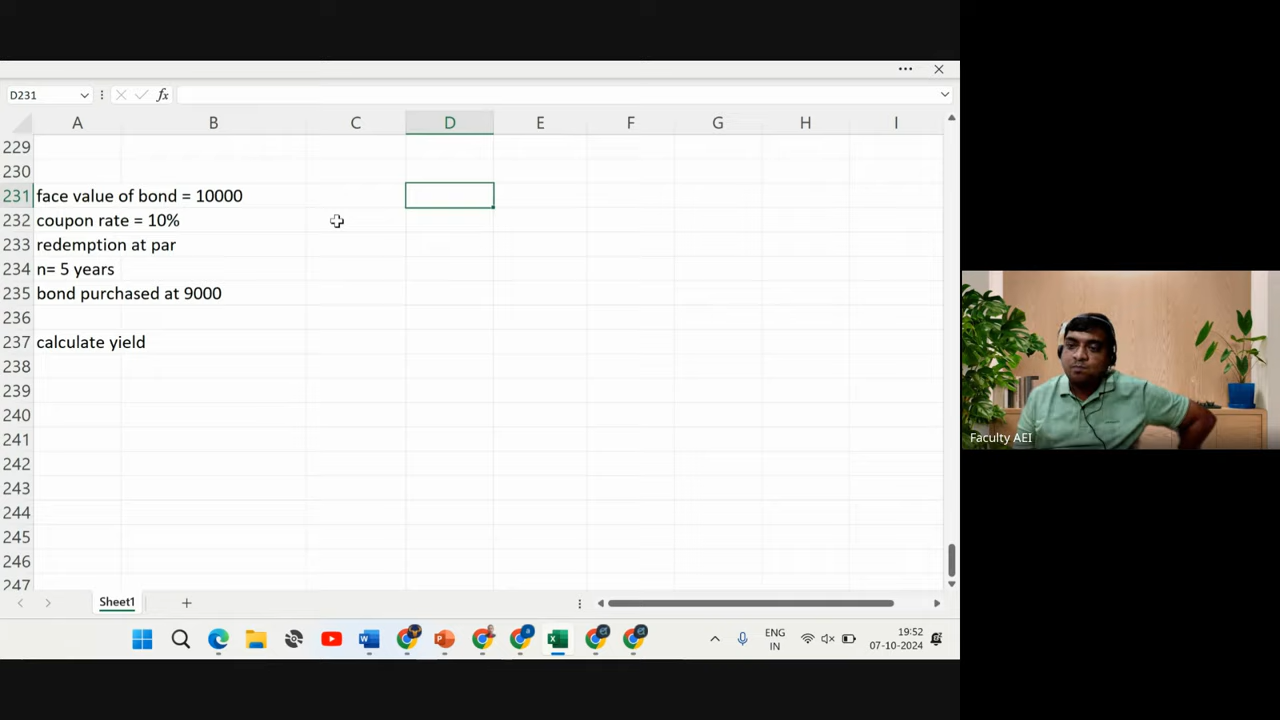 D231
fx
A B C D E F G H I
229
230
231 face value of bond = 10000
232 coupon rate = 10%
233 redemption at par
234 n= 5 years
235 bond purchased at 9000
236
237 calculate yield
238
239
240
241
242
243
244
245
246
247
Sheet1
Faculty AEI
ENG
IN
19:52
07-10-2024